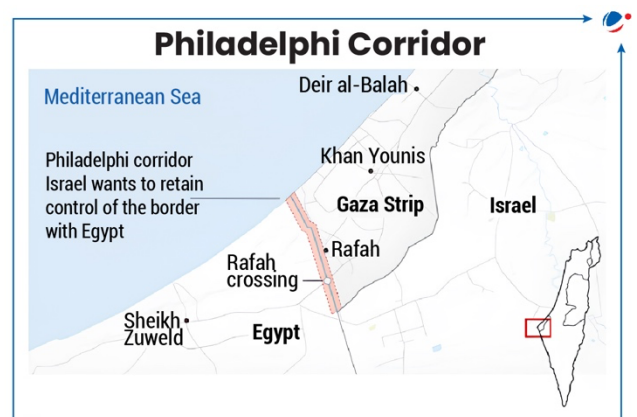 Philadelphi Corridor
Mediterranean Sea
Deir al-Balah
Philadelphi corridor
Israel wants to retain
control of the border
with Egypt
Khan Younis
Gaza Strip
Israel
Rafah
Rafah
crossing
Sheikh
Zuweld
Egypt